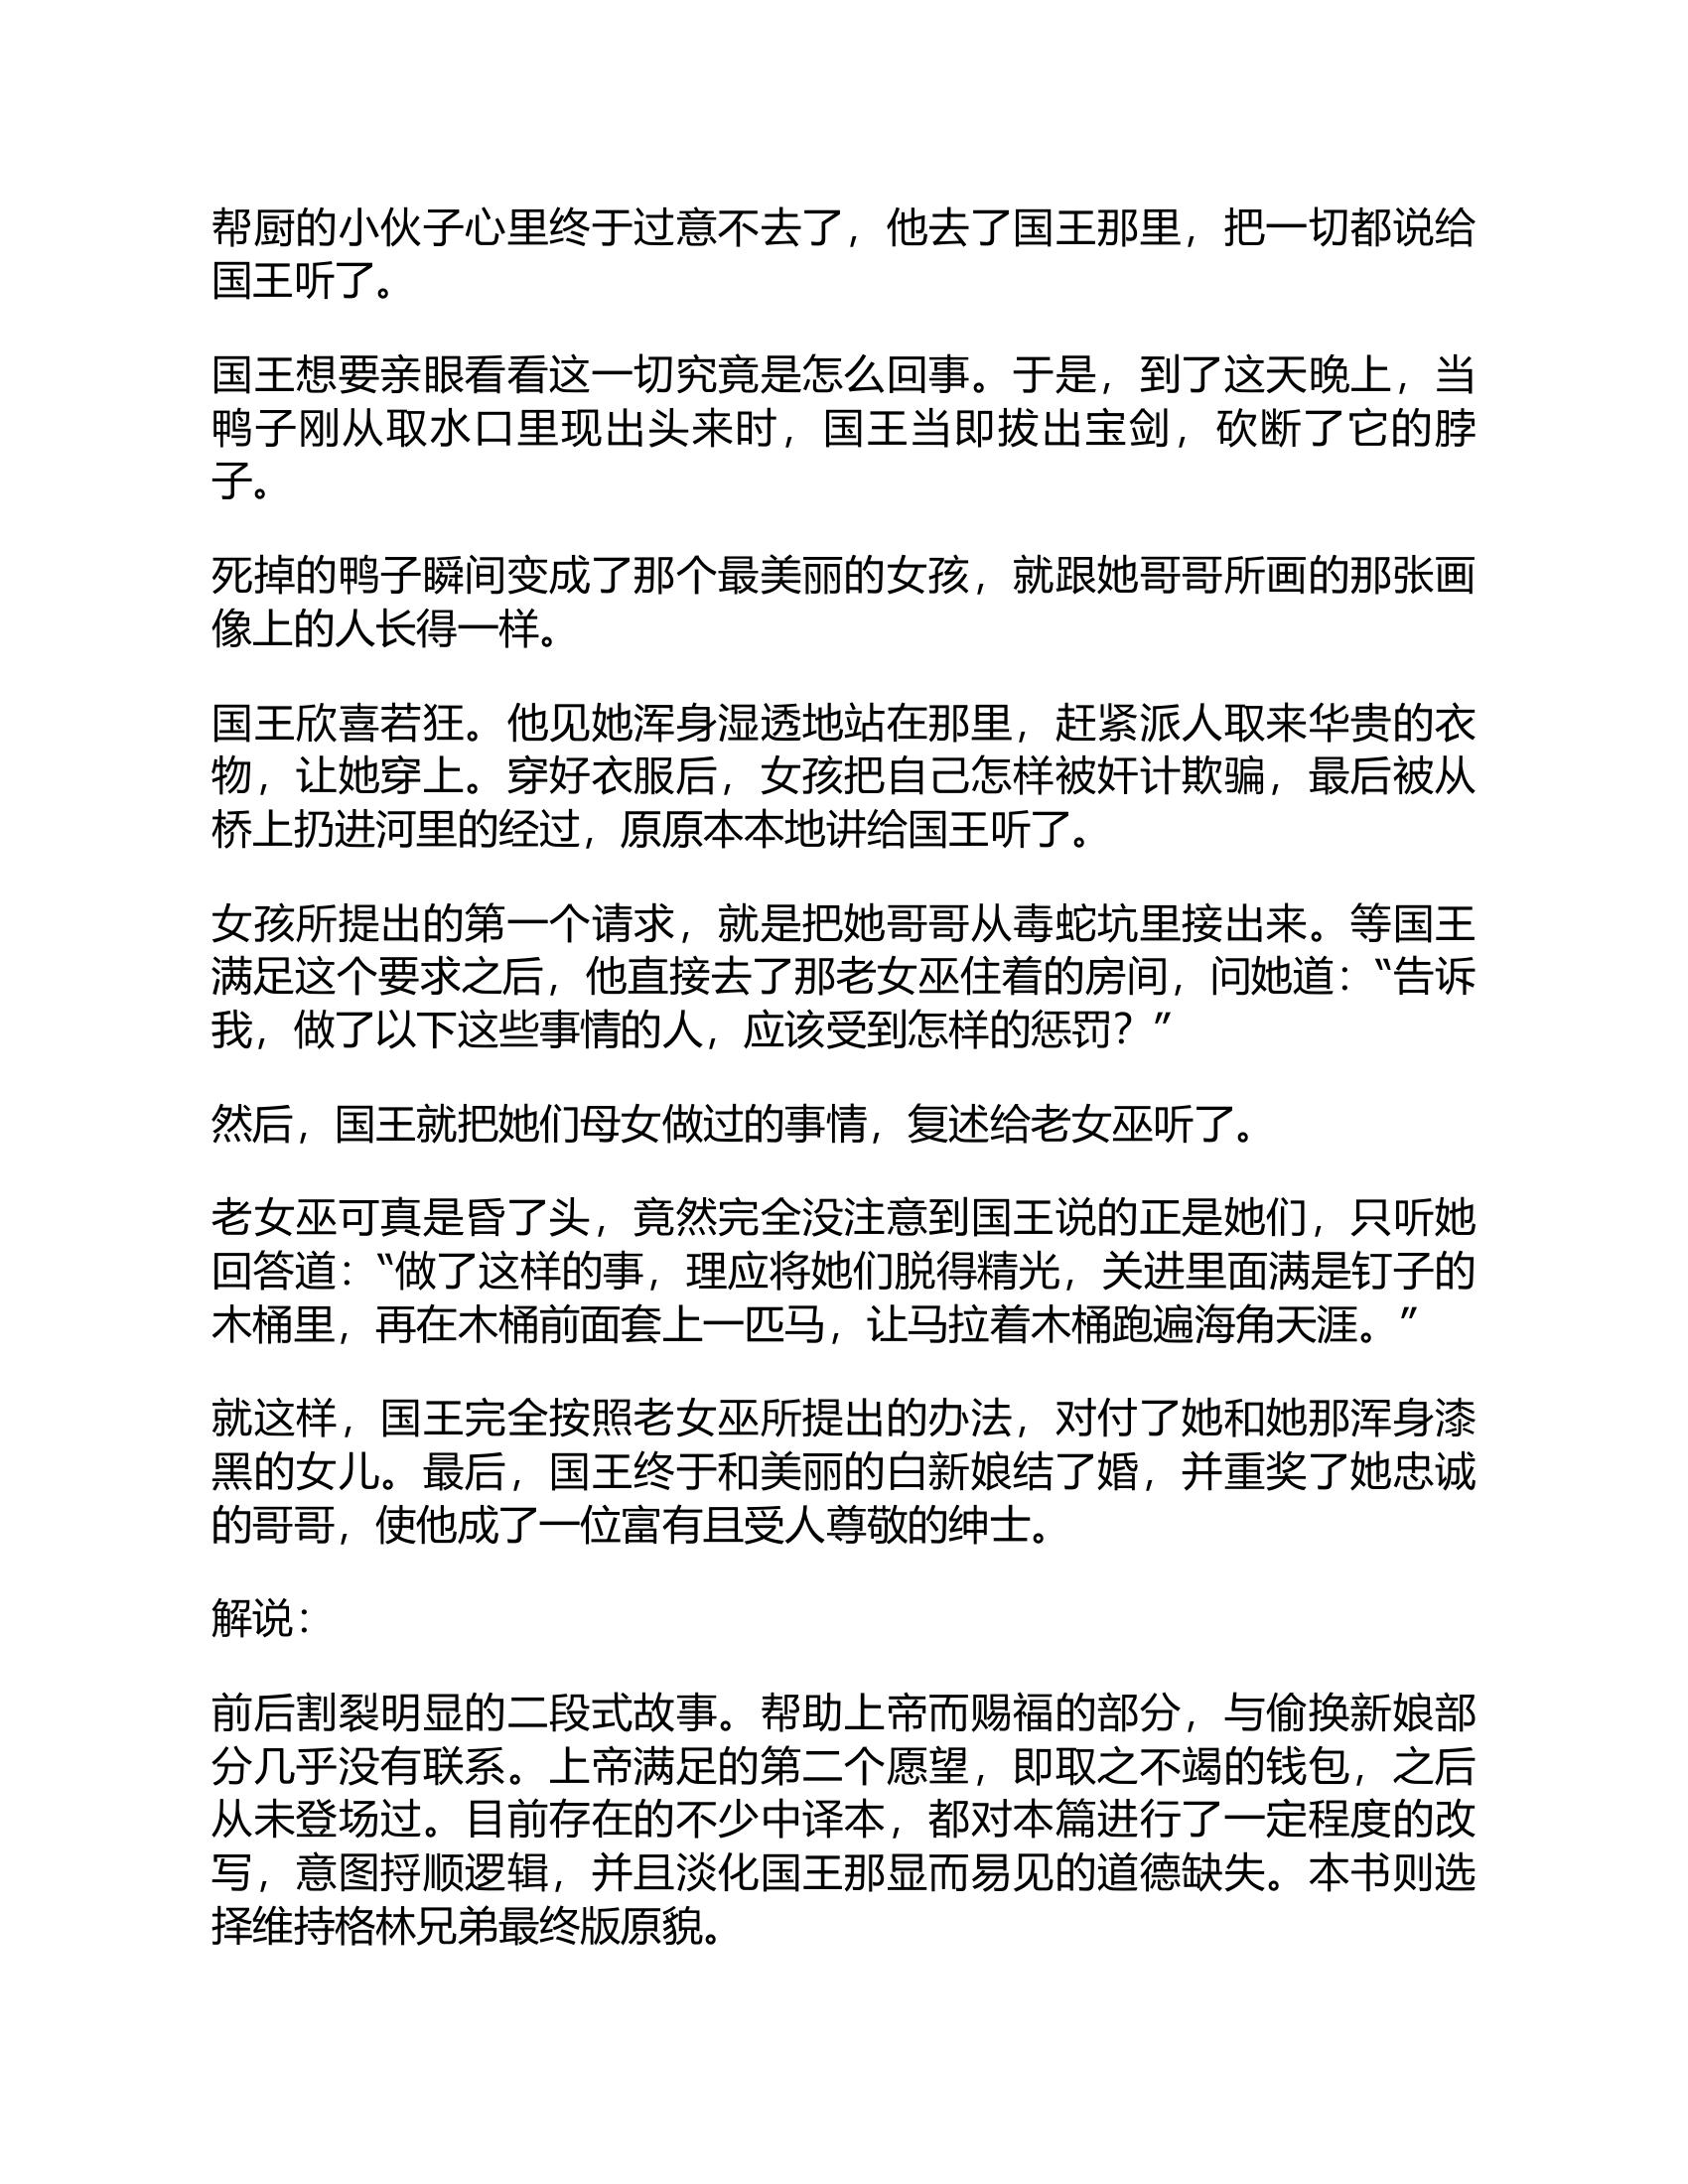 帮厨的小伙子心里终于过意不去了，他去了国王那里，把一切都说给
国王听了。
国王想要亲眼看看这一切究竟是怎么回事。于是，到了这天晚上，当
鸭子刚从取水口里现出头来时，国王当即拔出宝剑，砍断了它的脖
子。
死掉的鸭子瞬间变成了那个最美丽的女孩，就跟她哥哥所画的那张画
像上的人长得一样。
国王欣喜若狂。他见她浑身湿透地站在那里，赶紧派人取来华贵的衣
物，让她穿上。穿好衣服后，女孩把自己怎样被奸计欺骗，最后被从
桥上扔进河里的经过，原原本本地讲给国王听了。
女孩所提出的第一个请求，就是把她哥哥从毒蛇坑里接出来。等国王
满足这个要求之后，他直接去了那老女巫住着的房间，问她道：“告诉
我，做了以下这些事情的人，应该受到怎样的惩罚？”
然后，国王就把她们母女做过的事情，复述给老女巫听了。
老女巫可真是昏了头，竟然完全没注意到国王说的正是她们，只听她
回答道：“做了这样的事，理应将她们脱得精光，关进里面满是钉子的
木桶里，再在木桶前面套上一匹马，让马拉着木桶跑遍海角天涯。”
就这样，国王完全按照老女巫所提出的办法，对付了她和她那浑身漆
黑的女儿。最后，国王终于和美丽的白新娘结了婚，并重奖了她忠诚
的哥哥，使他成了一位富有且受人尊敬的绅士。
解说：
前后割裂明显的二段式故事。帮助上帝而赐福的部分，与偷换新娘部
分几乎没有联系。上帝满足的第二个愿望，即取之不竭的钱包，之后
从未登场过。目前存在的不少中译本，都对本篇进行了一定程度的改
写，意图捋顺逻辑，并且淡化国王那显而易见的道德缺失。本书则选
择维持格林兄弟最终版原貌。